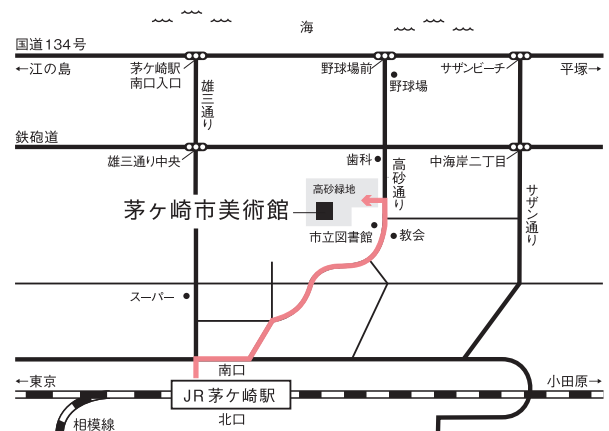 海
国道134号
←江の島
茅ケ崎駅
南口入口
野球場前
サザンビーチ
平塚→
野球場
雄三通り
鉄砲道
雄三通り中央
歯科
高砂通り
中海岸二丁目
高砂緑地
茅ヶ崎市美術館
サザン通り
市立図書館
教会
スーパー
南口
←東京
小田原→
JR茅ケ崎駅
北口
相模線